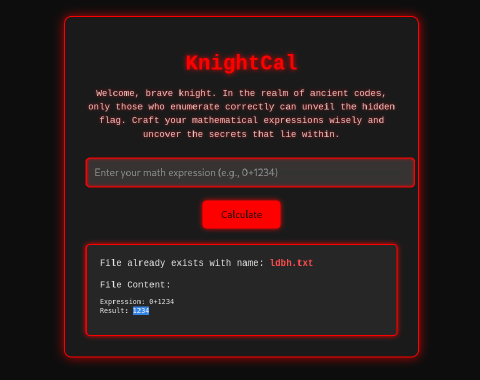 KnightCal
Welcome, brave knight. In the realm of ancient codes,
only those who enumerate correctly can unveil the hidden
flag. Craft your mathematical expressions wisely and
uncover the secrets that lie within.
Enter your math expression (e.g., 0+1234)
Calculate
File already exists with name: ldbh.txt
File Content:
Expression: 0+1234
Result: 1234